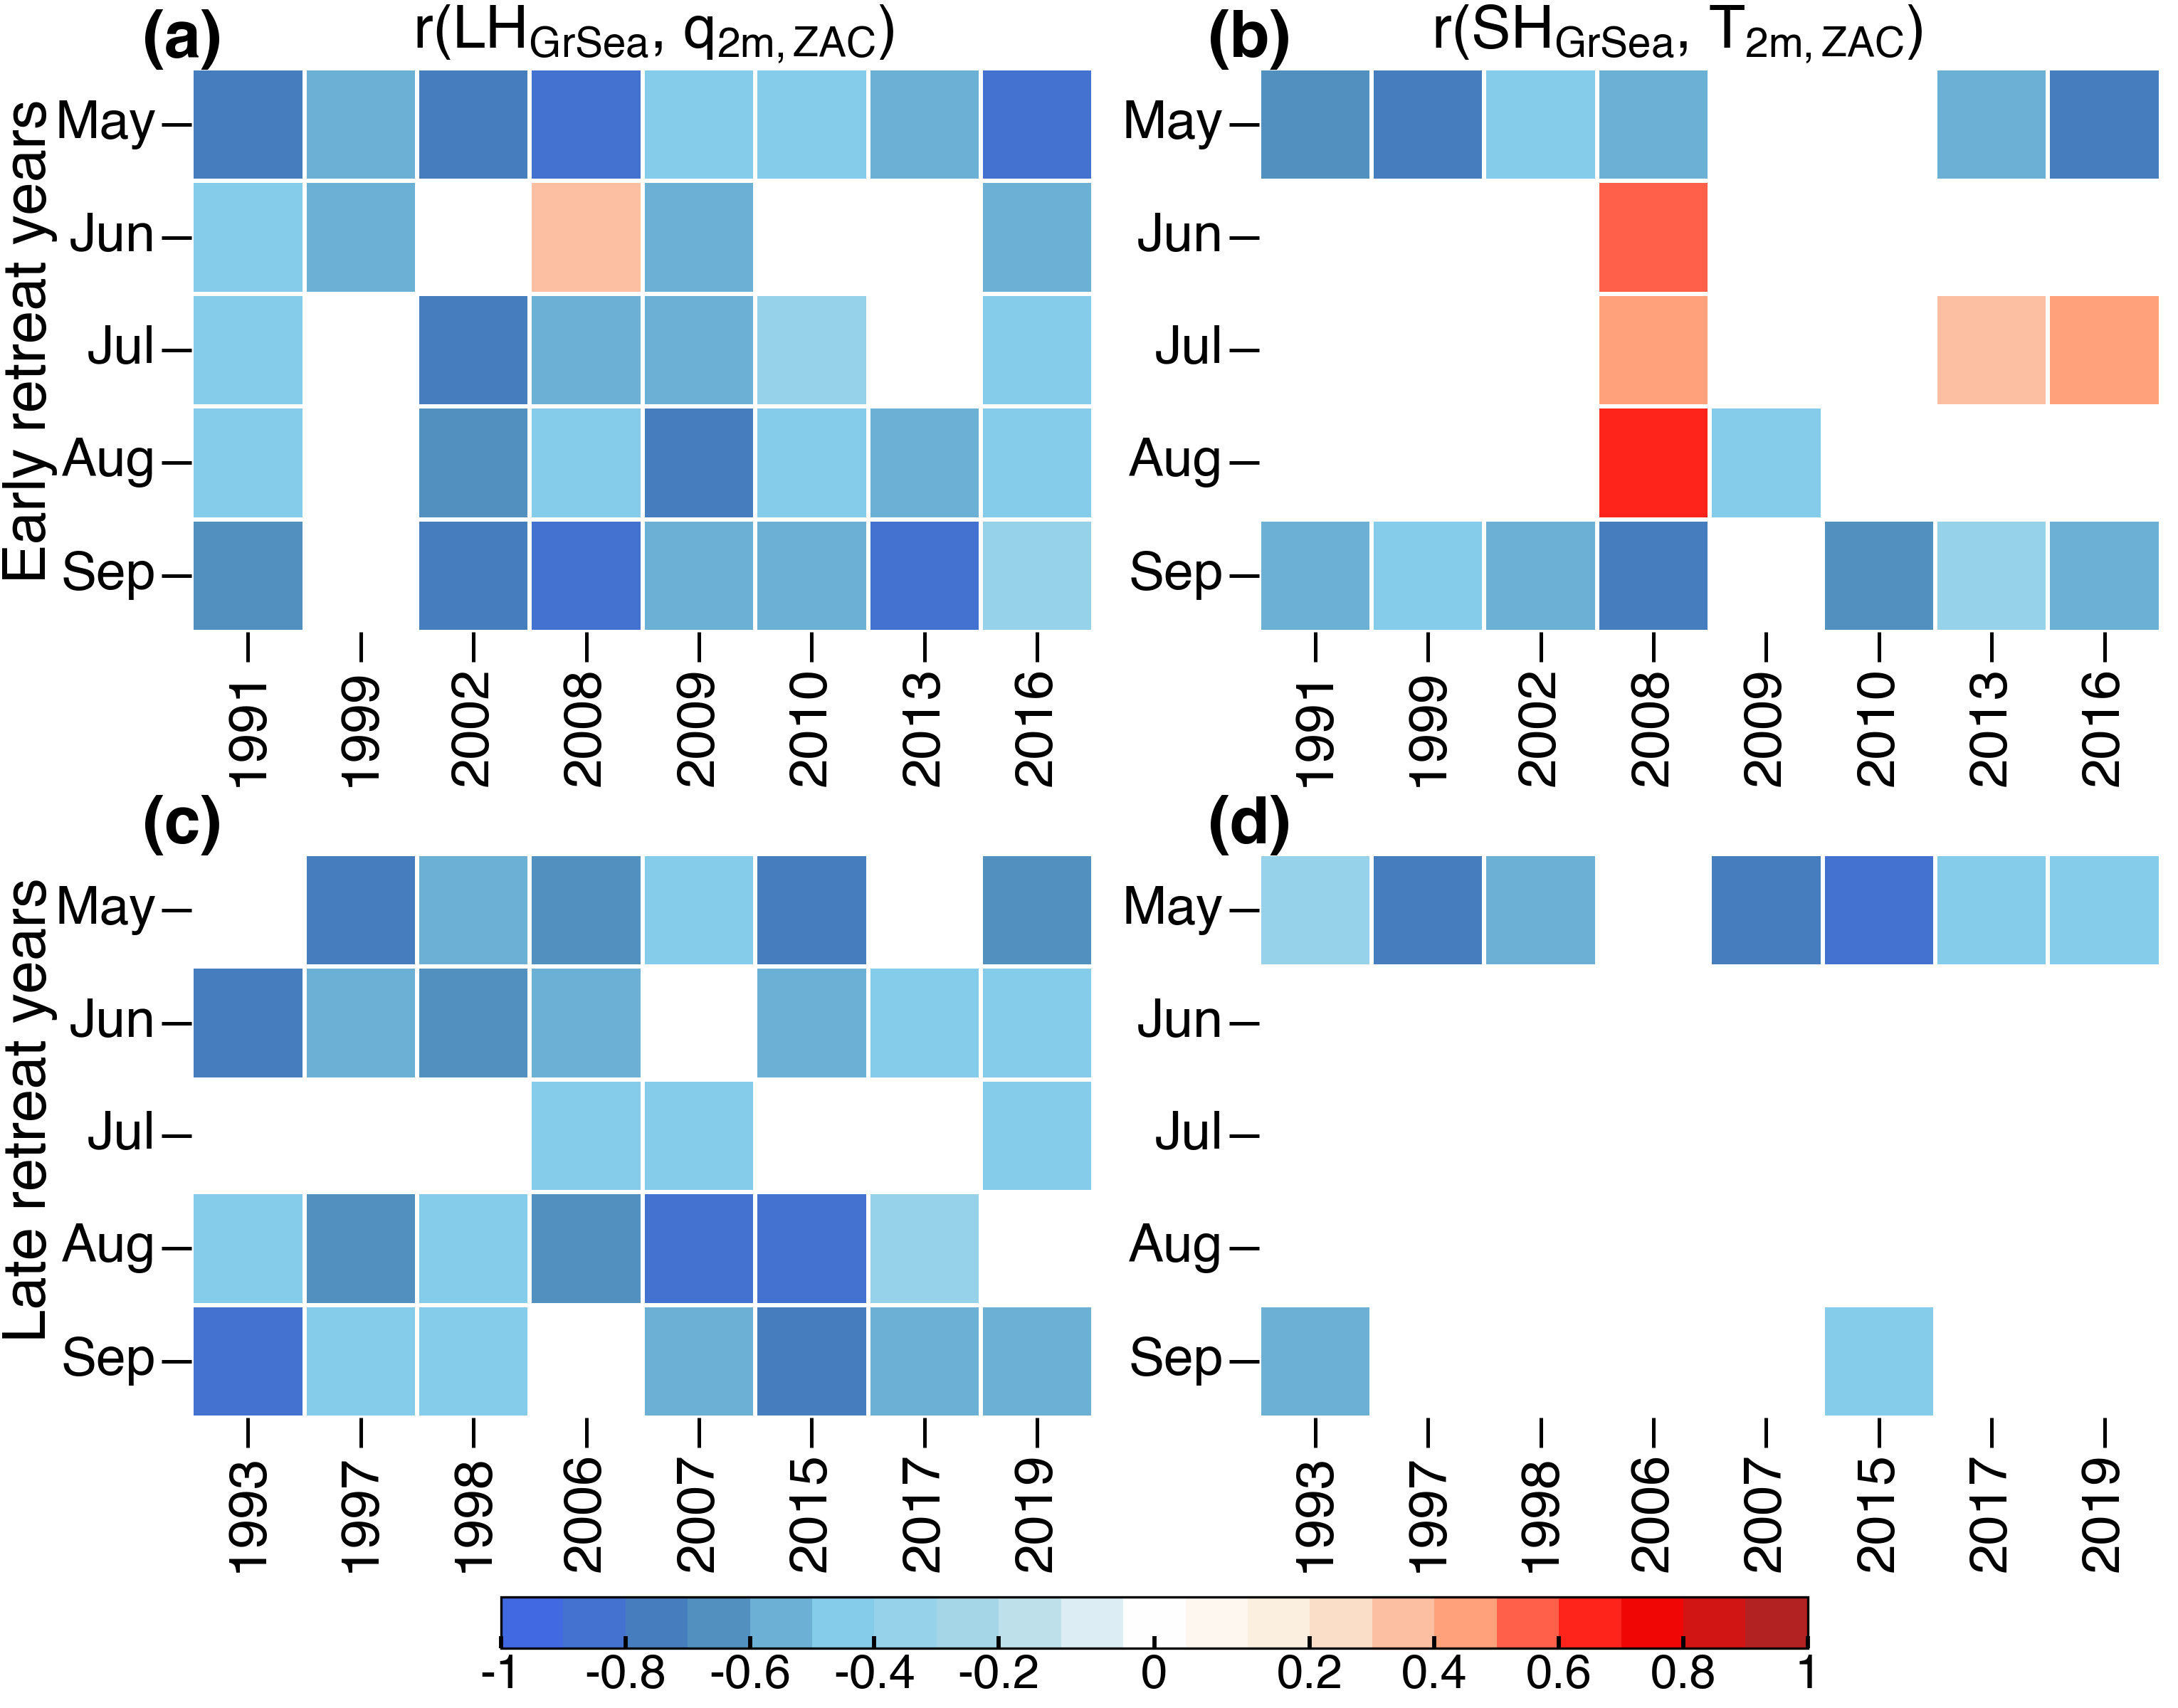 (a) r(LHGrSea, q2m, ZAC)
(b) r(SHGrSea, T2m, ZAC)
Early retreat years
May
Jun
Jul
Aug
Sep
1991 1999 2002 2008 2009 2010 2013 2016
May
Jun
Jul
Aug
Sep
1991 1999 2002 2008 2009 2010 2013 2016
(c)
Late retreat years
May
Jun
Jul
Aug
Sep
1993 1997 1998 2006 2007 2015 2017 2019
(d)
May
Jun
Jul
Aug
Sep
1993 1997 1998 2006 2007 2015 2017 2019
-1 -0.8 -0.6 -0.4 -0.2 0 0.2 0.4 0.6 0.8 1